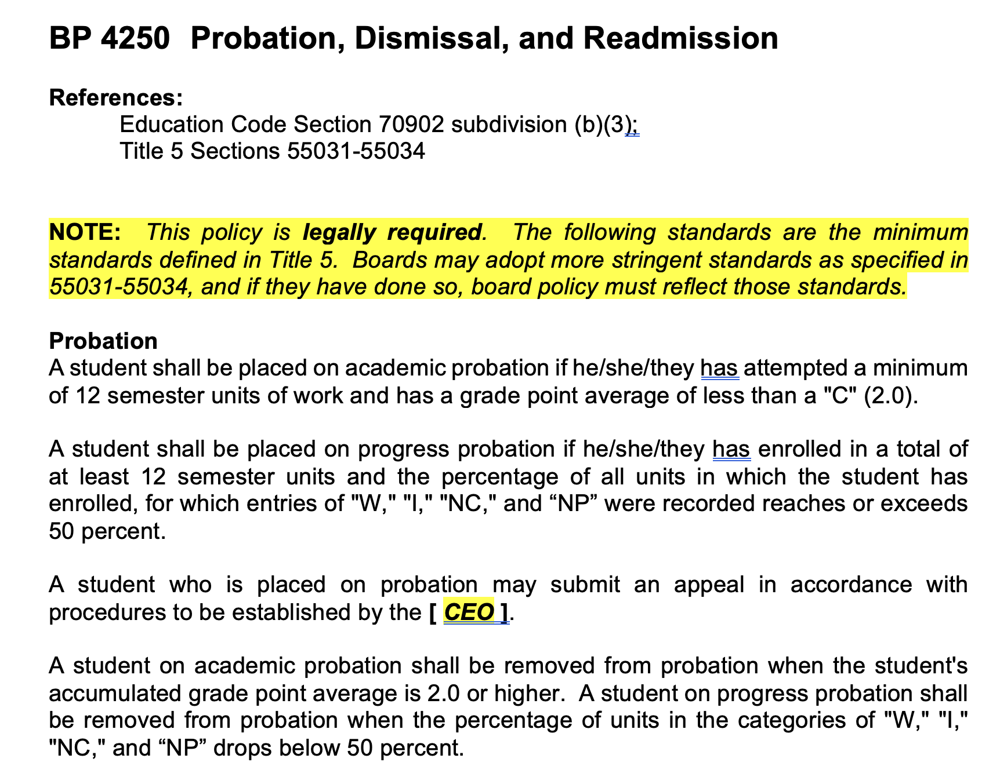 BP 4250  Probation, Dismissal, and Readmission
References:
Education Code Section 70902 subdivision (b)(3);
Title 5 Sections 55031-55034
NOTE:  This policy is legally required.  The following standards are the minimum
standards defined in Title 5.  Boards may adopt more stringent standards as specified in
55031-55034, and if they have done so, board policy must reflect those standards.
Probation
A student shall be placed on academic probation if he/she/they has attempted a minimum
of 12 semester units of work and has a grade point average of less than a "C" (2.0).
A student shall be placed on progress probation if he/she/they has enrolled in a total of
at least 12 semester units and the percentage of all units in which the student has
enrolled, for which entries of "W," "I," "NC," and “NP” were recorded reaches or exceeds
50 percent.
A student who is placed on probation may submit an appeal in accordance with
procedures to be established by the [ CEO ].
A student on academic probation shall be removed from probation when the student's
accumulated grade point average is 2.0 or higher.  A student on progress probation shall
be removed from probation when the percentage of units in the categories of "W," "I,"
"NC," and “NP” drops below 50 percent.